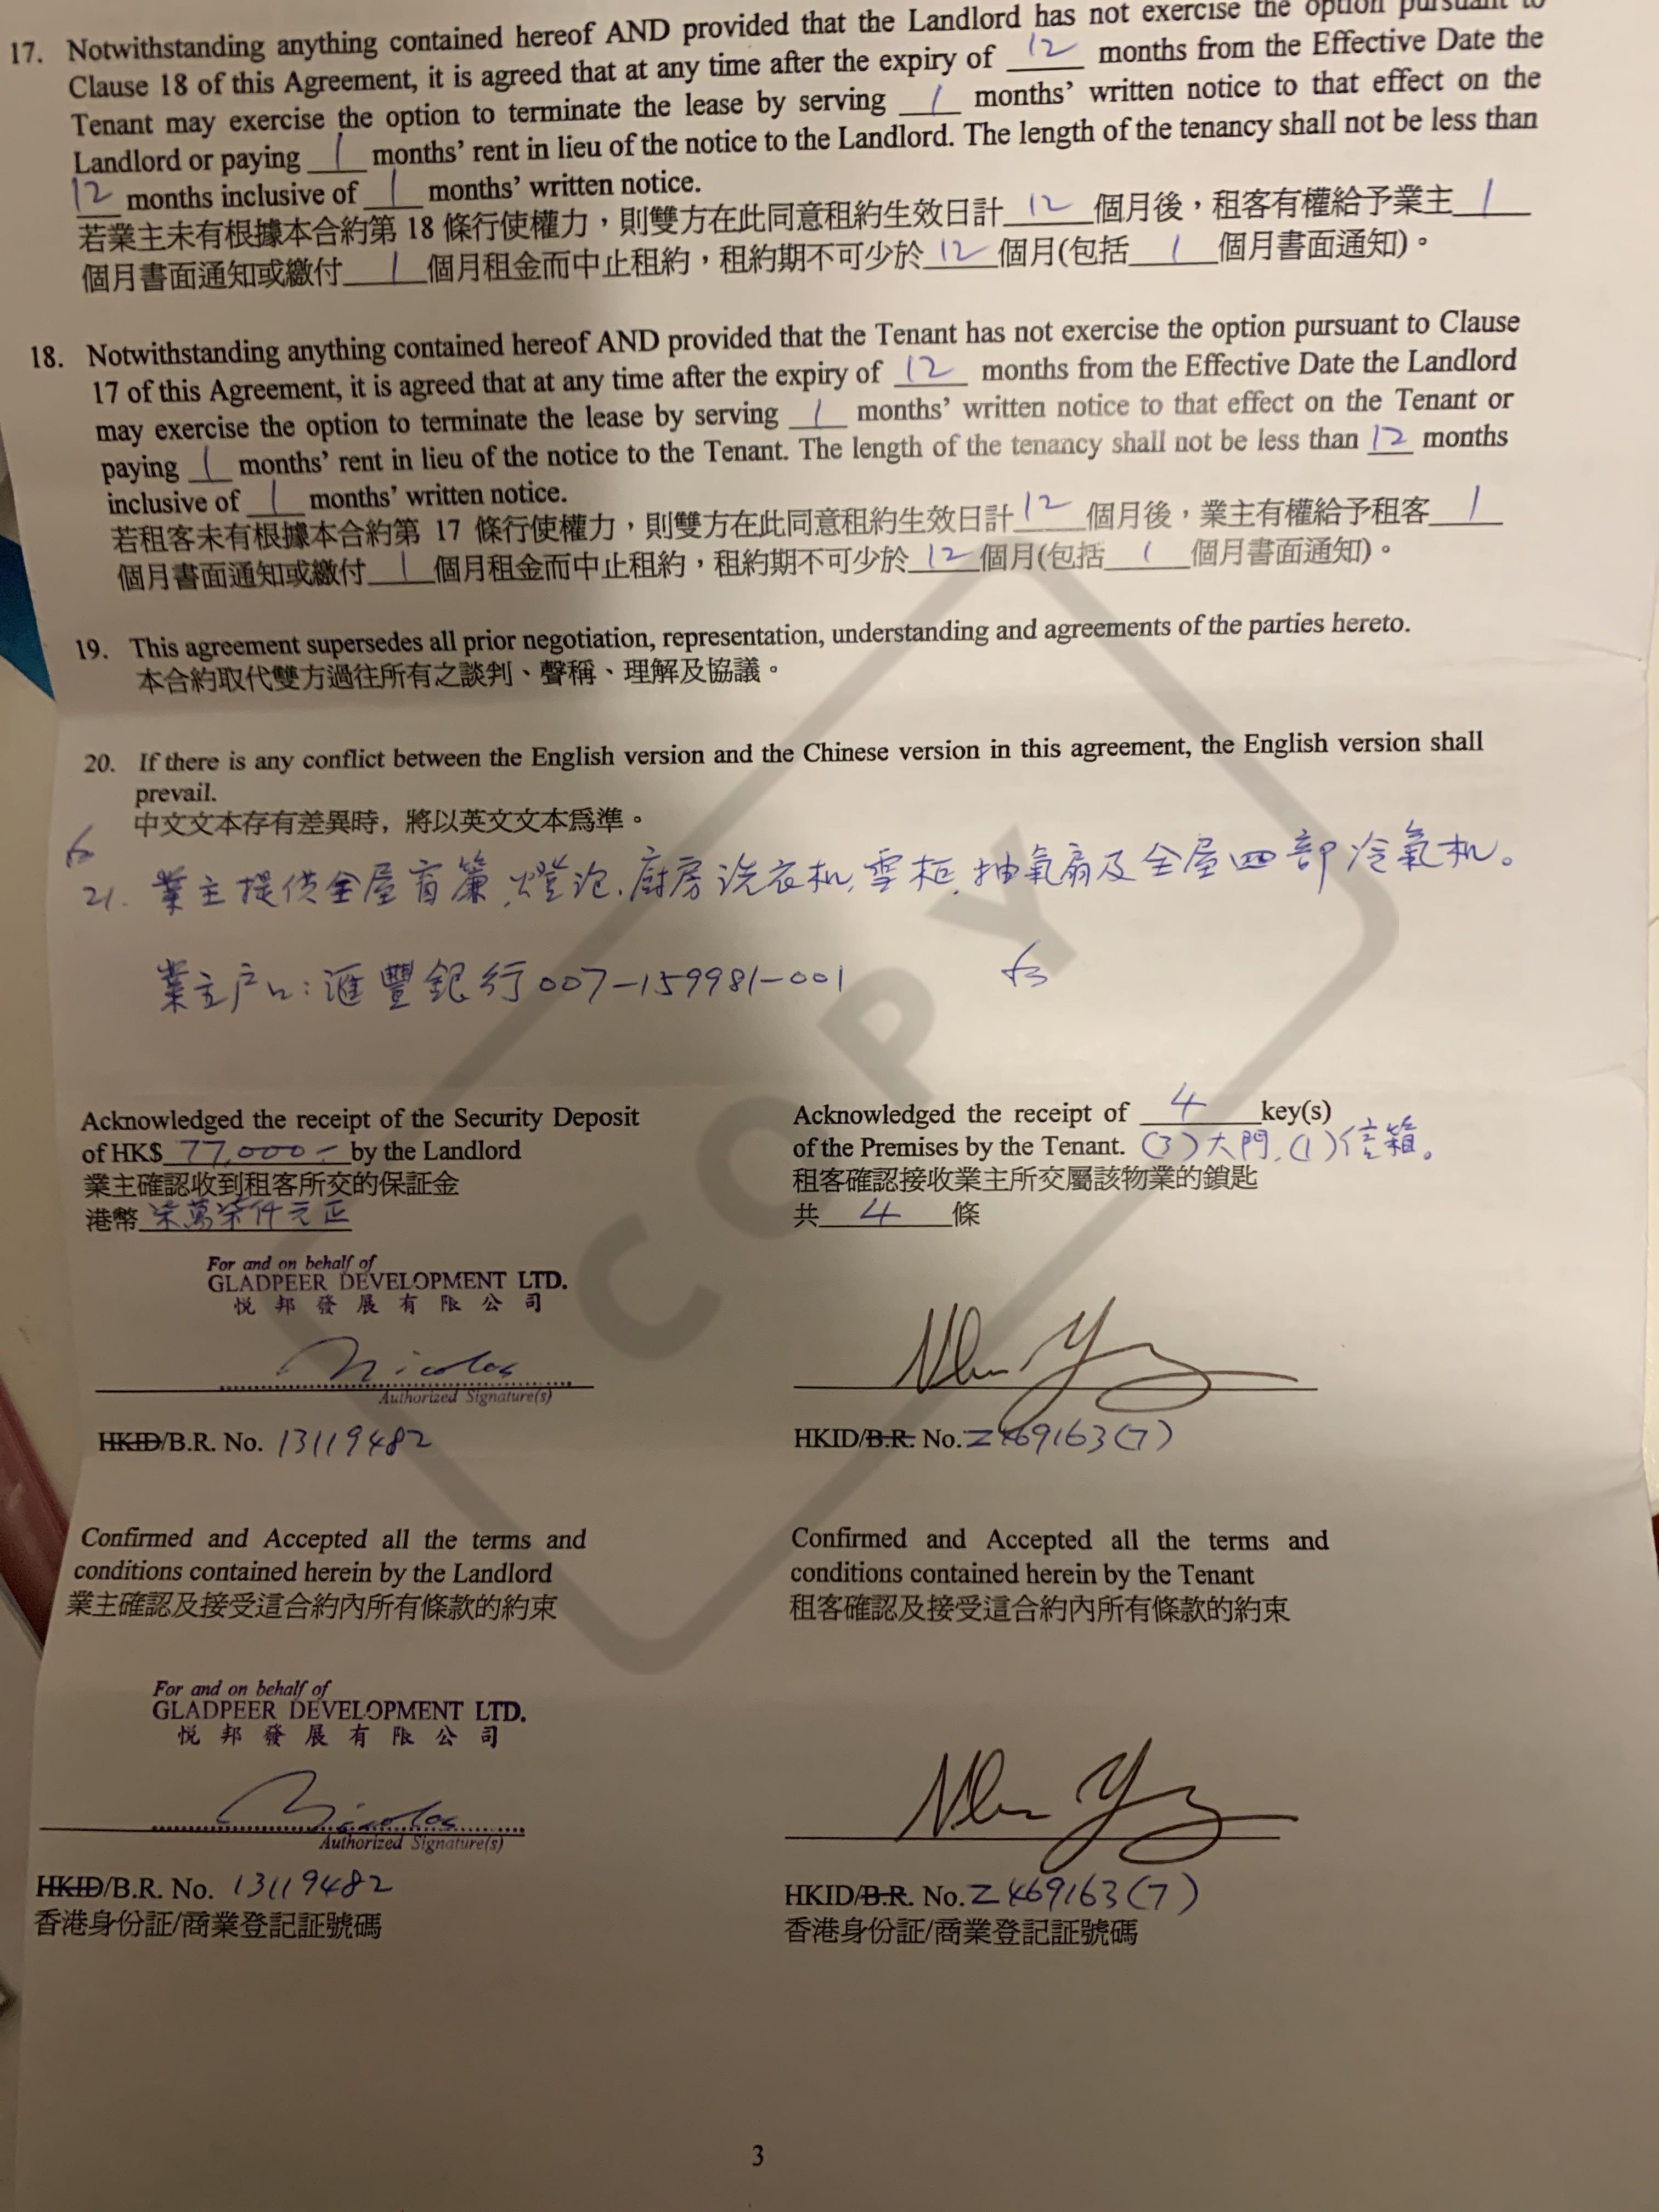 17. Notwithstanding anything contained hereof AND provided that the Landlord has not exercise the option pursuant to
Clause 18 of this Agreement, it is agreed that at any time after the expiry of 12 months from the Effective Date the
Tenant may exercise the option to terminate the lease by serving 1 months' written notice to that effect on the
Landlord or paying 1 months' rent in lieu of the notice to the Landlord. The length of the tenancy shall not be less than
12 months inclusive of 1 months' written notice.
若業主未有根據本合約第 18 條行使權力，則雙方在此同意租約生效日計 12 個月後，租客有權給予業主 1
個月書面通知或繳付 1 個月租金而中止租約，租約期不可少於 12 個月(包括 1 個月書面通知)。
18. Notwithstanding anything contained hereof AND provided that the Tenant has not exercise the option pursuant to Clause
17 of this Agreement, it is agreed that at any time after the expiry of 12 months from the Effective Date the Landlord
may exercise the option to terminate the lease by serving 1 months' written notice to that effect on the Tenant or
paying 1 months' rent in lieu of the notice to the Tenant. The length of the tenancy shall not be less than 12 months
inclusive of 1 months' written notice.
若租客未有根據本合約第 17 條行使權力，則雙方在此同意租約生效日計 12 個月後，業主有權給予租客 1
個月書面通知或繳付 1 個月租金而中止租約，租約期不可少於 12 個月(包括 1 個月書面通知)。
19. This agreement supersedes all prior negotiation, representation, understanding and agreements of the parties hereto.
本合約取代雙方過往所有之談判、聲稱、理解及協議。
20. If there is any conflict between the English version and the Chinese version in this agreement, the English version shall
prevail.
中文文本存有差異時，將以英文文本為準。
21. 業主提供全屋盲簾、燈泡、廚房洗衣机、雪柜、抽氣扇及全屋四部冷氣机。
業主户口：滙豐銀行007-159981-001
COPY
Acknowledged the receipt of the Security Deposit
of HK$ 77,000.- by the Landlord
業主確認收到租客所交的保証金
港幣 柒萬柒仟元正
For and on behalf of
GLADPEER DEVELOPMENT LTD.
悅邦發展有限公司
Nicolas
Authorized Signature(s)
HKID/B.R. No. 13119482
Acknowledged the receipt of 4 key(s)
of the Premises by the Tenant. (3)大門, (1)信箱。
租客確認接收業主所交屬該物業的鎖匙
共 4 條
HKID/B.R. No. Z469163(7)
Confirmed and Accepted all the terms and
conditions contained herein by the Landlord
業主確認及接受這合約內所有條款的約束
For and on behalf of
GLADPEER DEVELOPMENT LTD.
悅邦發展有限公司
Nicolas
Authorized Signature(s)
HKID/B.R. No. 13119482
香港身份証/商業登記証號碼
Confirmed and Accepted all the terms and
conditions contained herein by the Tenant
租客確認及接受這合約內所有條款的約束
HKID/B.R. No. Z469163(7)
香港身份証/商業登記証號碼
3